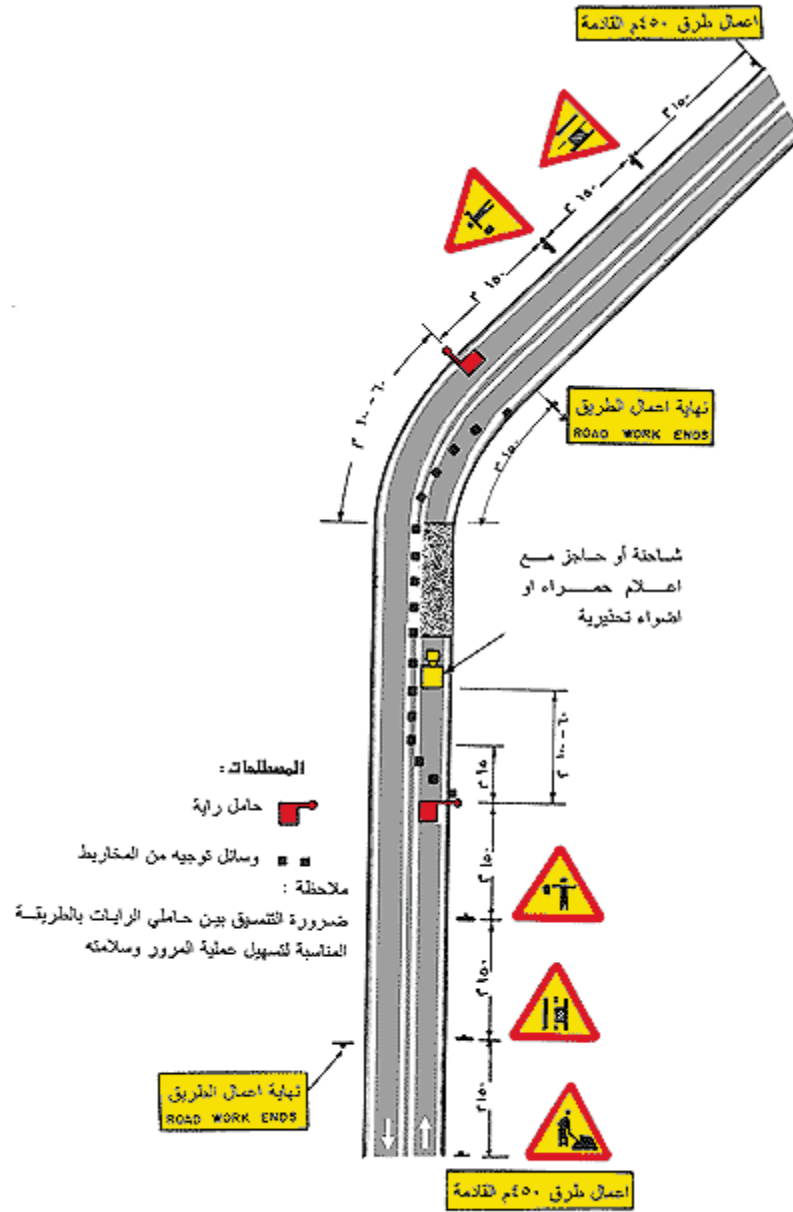 اعمال طرق ٤٥٠م القادمة
١٥٠ م
١٥٠ م
١٥٠ م
٦٠ - ١٠٠ م
نهاية اعمال الطريق
ROAD WORK ENDS
١٥٠ م
شاحنة أو حاجز مع
اعلام حمراء او
اضواء تحذيرية
٦٠ - ١٠٠ م
١٥ م
المصطلحات :
حامل راية
وسائل توجيه من المخاريط
ملاحظة :
ضرورة التنسيق بين حاملي الرايات بالطريقة
المناسبة لتسهيل عملية المرور وسلامته
١٥٠ م
١٥٠ م
١٥٠ م
نهاية اعمال الطريق
ROAD WORK ENDS
اعمال طرق ٤٥٠م القادمة